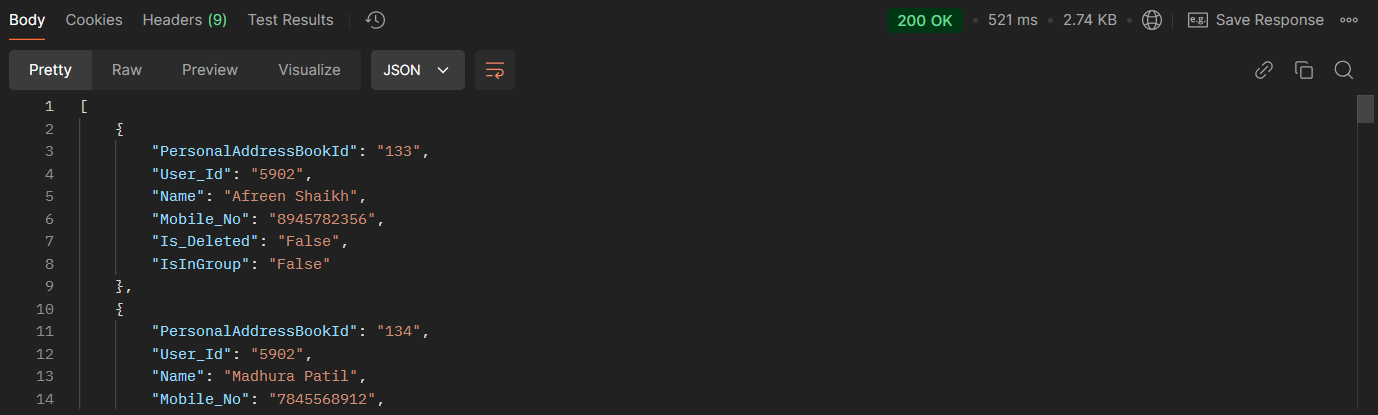 Body Cookies Headers (9) Test Results 200 OK • 521 ms • 2.74 KB • e.g. Save Response
Pretty Raw Preview Visualize JSON
1 [
2 {
3 "PersonalAddressBookId": "133",
4 "User_Id": "5902",
5 "Name": "Afreen Shaikh",
6 "Mobile_No": "8945782356",
7 "Is_Deleted": "False",
8 "IsInGroup": "False"
9 },
10 {
11 "PersonalAddressBookId": "134",
12 "User_Id": "5902",
13 "Name": "Madhura Patil",
14 "Mobile_No": "7845568912",